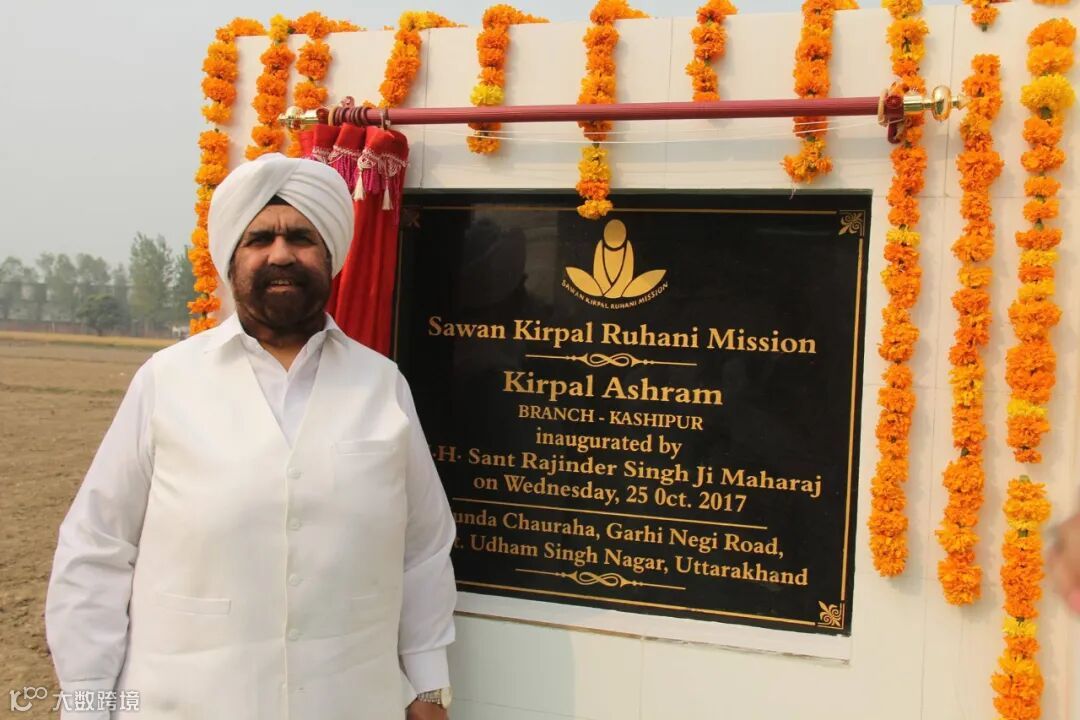 SAWAN KIRPAL RUHANI MISSION
Sawan Kirpal Ruhani Mission
Kirpal Ashram
BRANCH - KASHIPUR
inaugurated by
·H· Sant Rajinder Singh Ji Maharaj
on Wednesday, 25 Oct. 2017
unda Chauraha, Garhi Negi Road,
t. Udham Singh Nagar, Uttarakhand
大数跨境